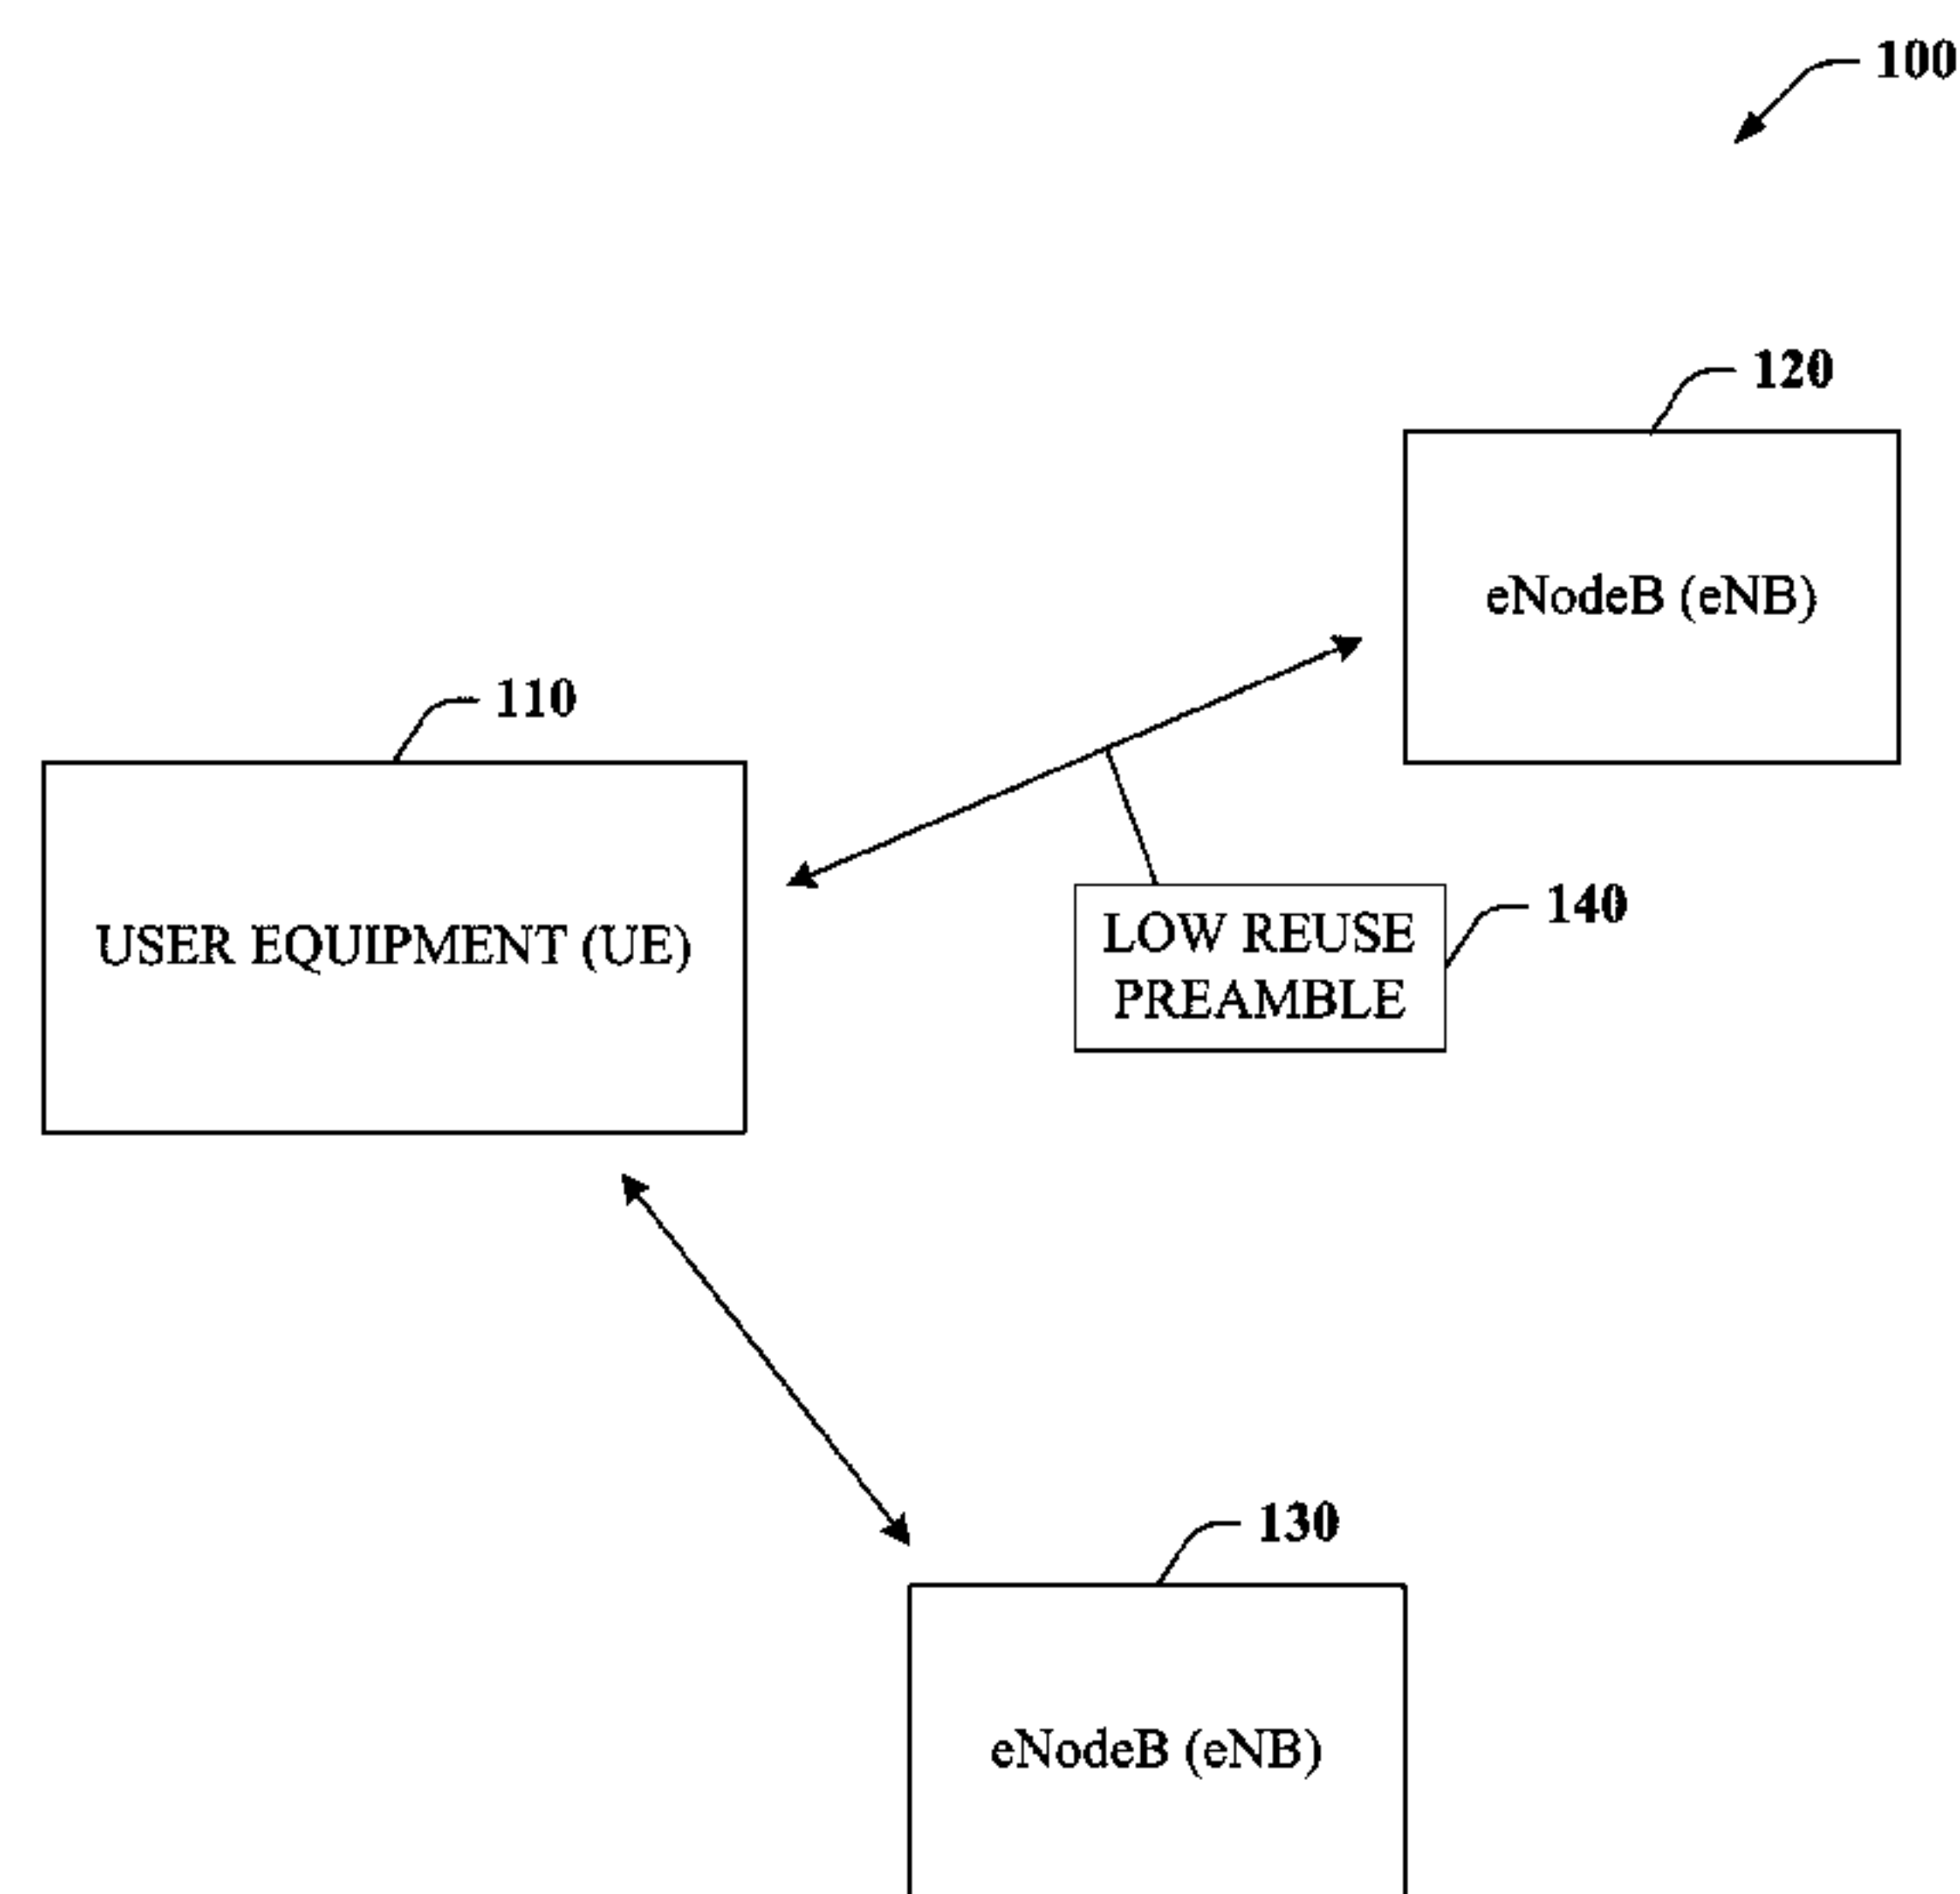 100
120
eNodeB (eNB)
110
USER EQUIPMENT (UE)
140
LOW REUSE
PREAMBLE
130
eNodeB (eNB)